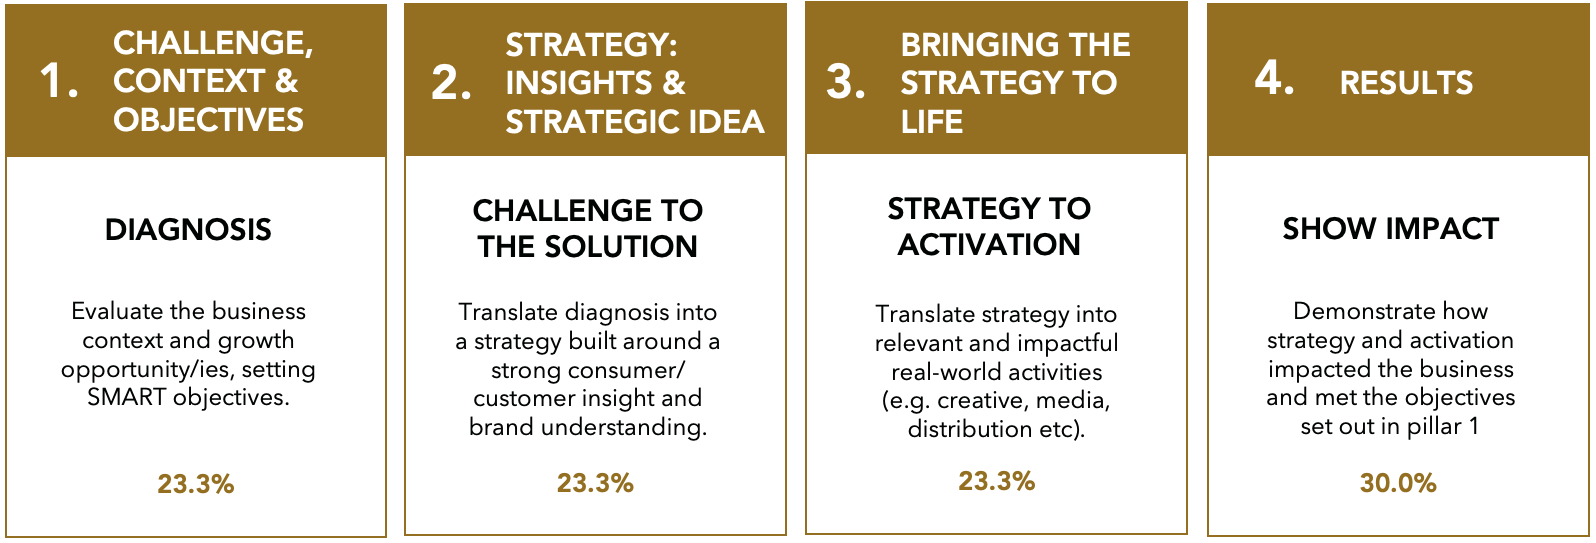 1.
CHALLENGE,
CONTEXT &
OBJECTIVES
DIAGNOSIS
Evaluate the business
context and growth
opportunity/ies, setting
SMART objectives.
23.3%
2.
STRATEGY:
INSIGHTS &
STRATEGIC IDEA
CHALLENGE TO
THE SOLUTION
Translate diagnosis into
a strategy built around a
strong consumer/
customer insight and
brand understanding.
23.3%
3.
BRINGING THE
STRATEGY TO
LIFE
STRATEGY TO
ACTIVATION
Translate strategy into
relevant and impactful
real-world activities
(e.g. creative, media,
distribution etc).
23.3%
4.
RESULTS
SHOW IMPACT
Demonstrate how
strategy and activation
impacted the business
and met the objectives
set out in pillar 1
30.0%